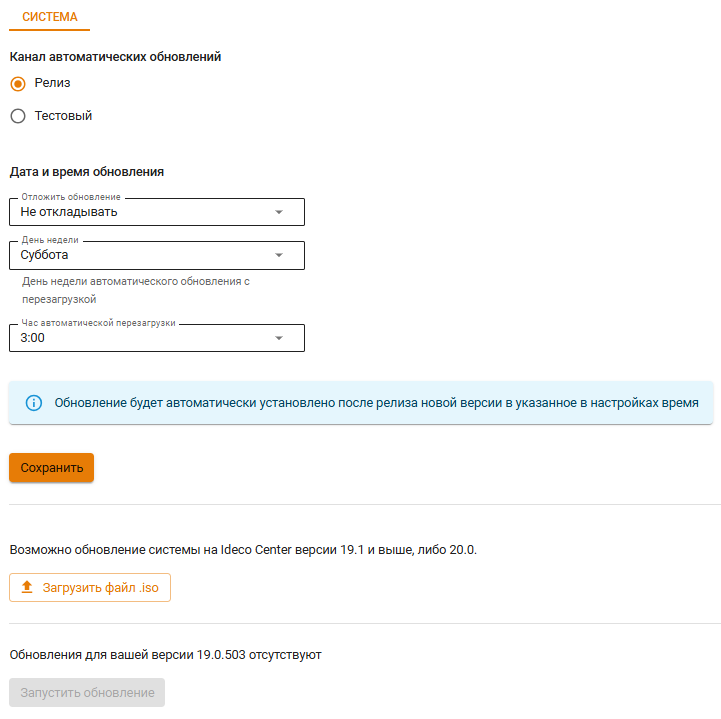 СИСТЕМА
Канал автоматических обновлений
Релиз
Тестовый
Дата и время обновления
Отложить обновление
Не откладывать
День недели
Суббота
День недели автоматического обновления с
перезагрузкой
Час автоматической перезагрузки
3:00
Обновление будет автоматически установлено после релиза новой версии в указанное в настройках время
Сохранить
Возможно обновление системы на Ideco Center версии 19.1 и выше, либо 20.0.
Загрузить файл .iso
Обновления для вашей версии 19.0.503 отсутствуют
Запустить обновление